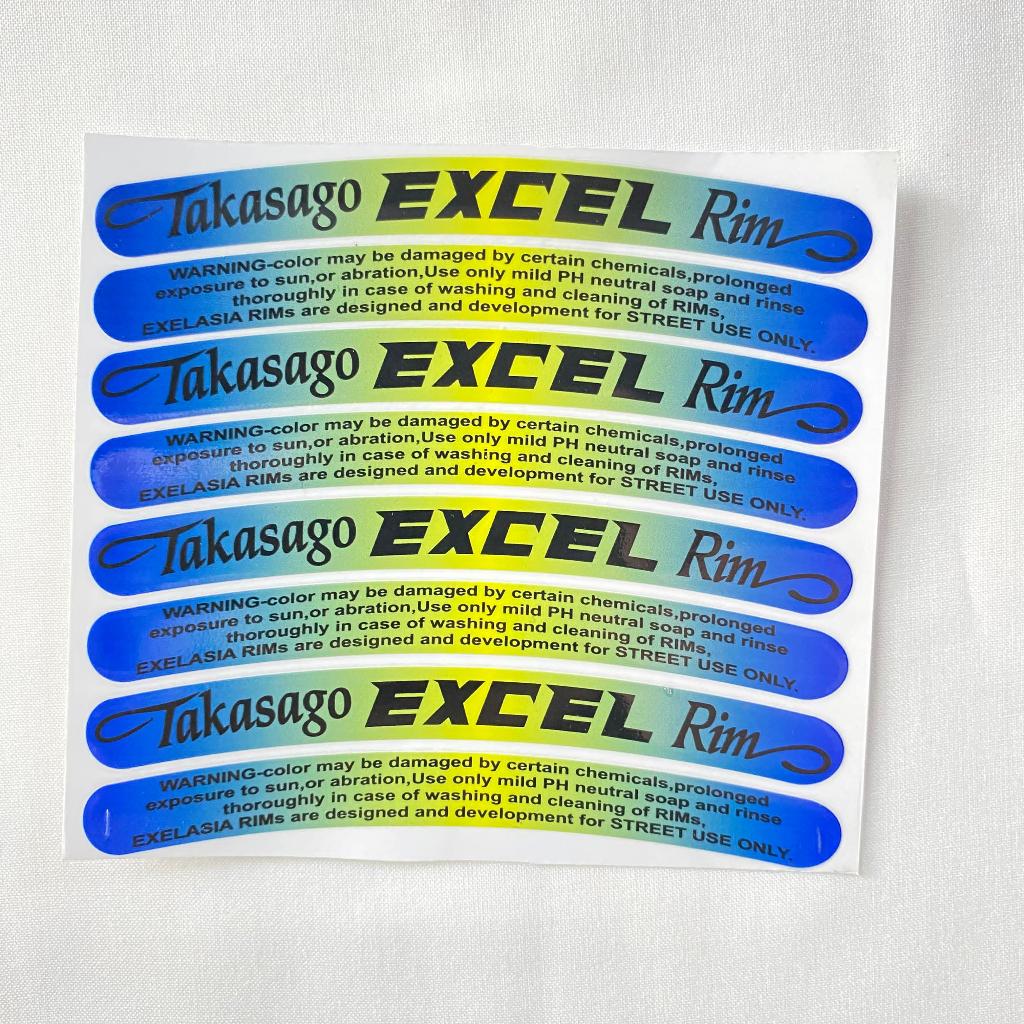 Takasago EXCEL Rim
WARNING-color may be damaged by certain chemicals,prolonged
exposure to sun,or abration,Use only mild PH neutral soap and rinse
thoroughly in case of washing and cleaning of RIMs,
EXELASIA RIMs are designed and development for STREET USE ONLY.
Takasago EXCEL Rim
WARNING-color may be damaged by certain chemicals,prolonged
exposure to sun,or abration,Use only mild PH neutral soap and rinse
thoroughly in case of washing and cleaning of RIMs,
EXELASIA RIMs are designed and development for STREET USE ONLY.
Takasago EXCEL Rim
WARNING-color may be damaged by certain chemicals,prolonged
exposure to sun,or abration,Use only mild PH neutral soap and rinse
thoroughly in case of washing and cleaning of RIMs,
EXELASIA RIMs are designed and development for STREET USE ONLY.
Takasago EXCEL Rim
WARNING-color may be damaged by certain chemicals,prolonged
exposure to sun,or abration,Use only mild PH neutral soap and rinse
thoroughly in case of washing and cleaning of RIMs,
EXELASIA RIMs are designed and development for STREET USE ONLY.